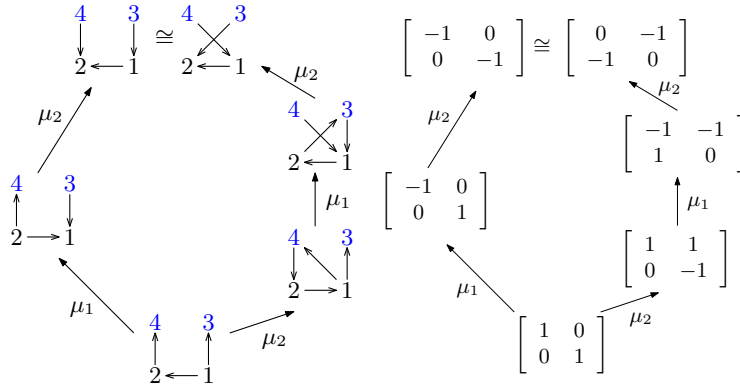 4 3 ≅ 4 3
2 1 2 1
[ −1 0 ] ≅ [ 0 −1 ]
[ 0 −1 ] [ −1 0 ]
μ₂ μ₂
μ₂ μ₂
4 3
2 1
[ −1 −1 ]
[ 1 0 ]
4 3
2 1
[ −1 0 ]
[ 0 1 ]
μ₁ μ₁
4 3
2 1
[ 1 1 ]
[ 0 −1 ]
μ₁ μ₂
μ₁ μ₂
4 3
2 1
[ 1 0 ]
[ 0 1 ]